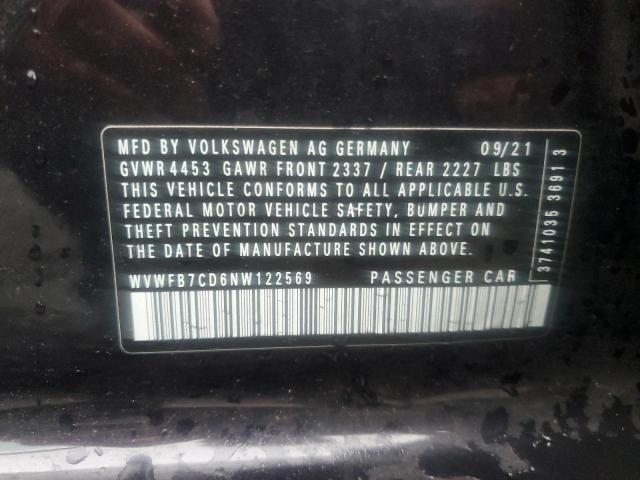 MFD BY VOLKSWAGEN AG GERMANY 09/21
GVWR 4453 GAWR FRONT 2337 / REAR 2227 LBS
THIS VEHICLE CONFORMS TO ALL APPLICABLE U.S.
FEDERAL MOTOR VEHICLE SAFETY, BUMPER AND
THEFT PREVENTION STANDARDS IN EFFECT ON
THE DATE OF MANUFACTURE SHOWN ABOVE.
WVWFB7CD6NW122569 PASSENGER CAR
3741035 3691 3